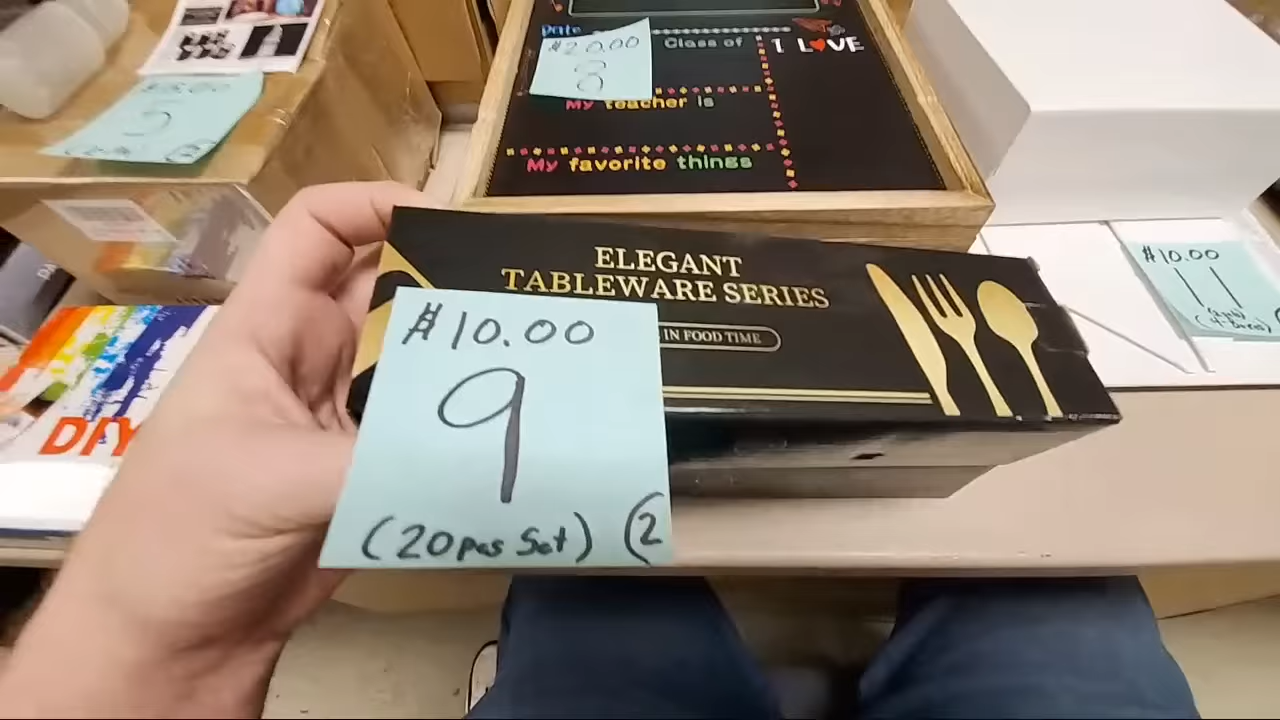 Date
$20.00
8
Class of
I LOVE
My teacher is
My favorite things
5
$10.00
11
ELEGANT
TABLEWARE SERIES
IN FOOD TIME
$10.00
9
(20pcs Set) (2
DIY